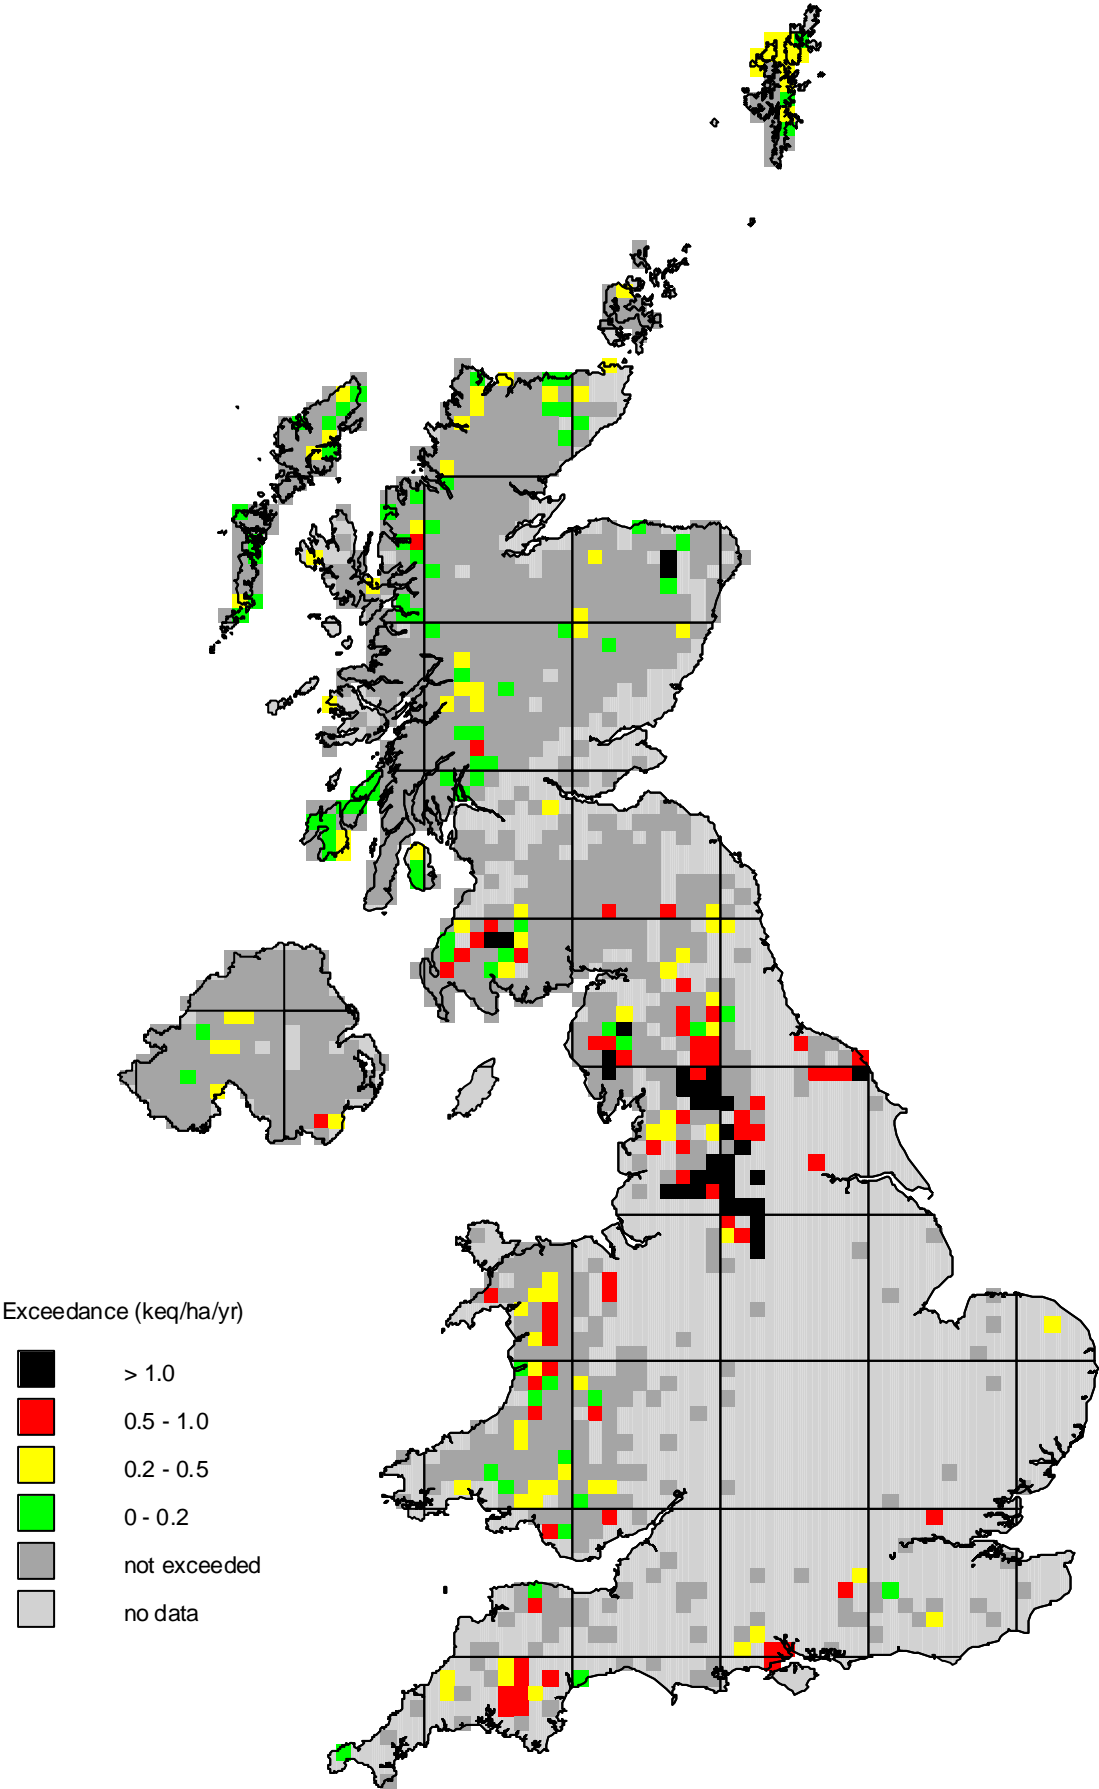 Exceedance (keq/ha/yr)
> 1.0
0.5 - 1.0
0.2 - 0.5
0 - 0.2
not exceeded
no data